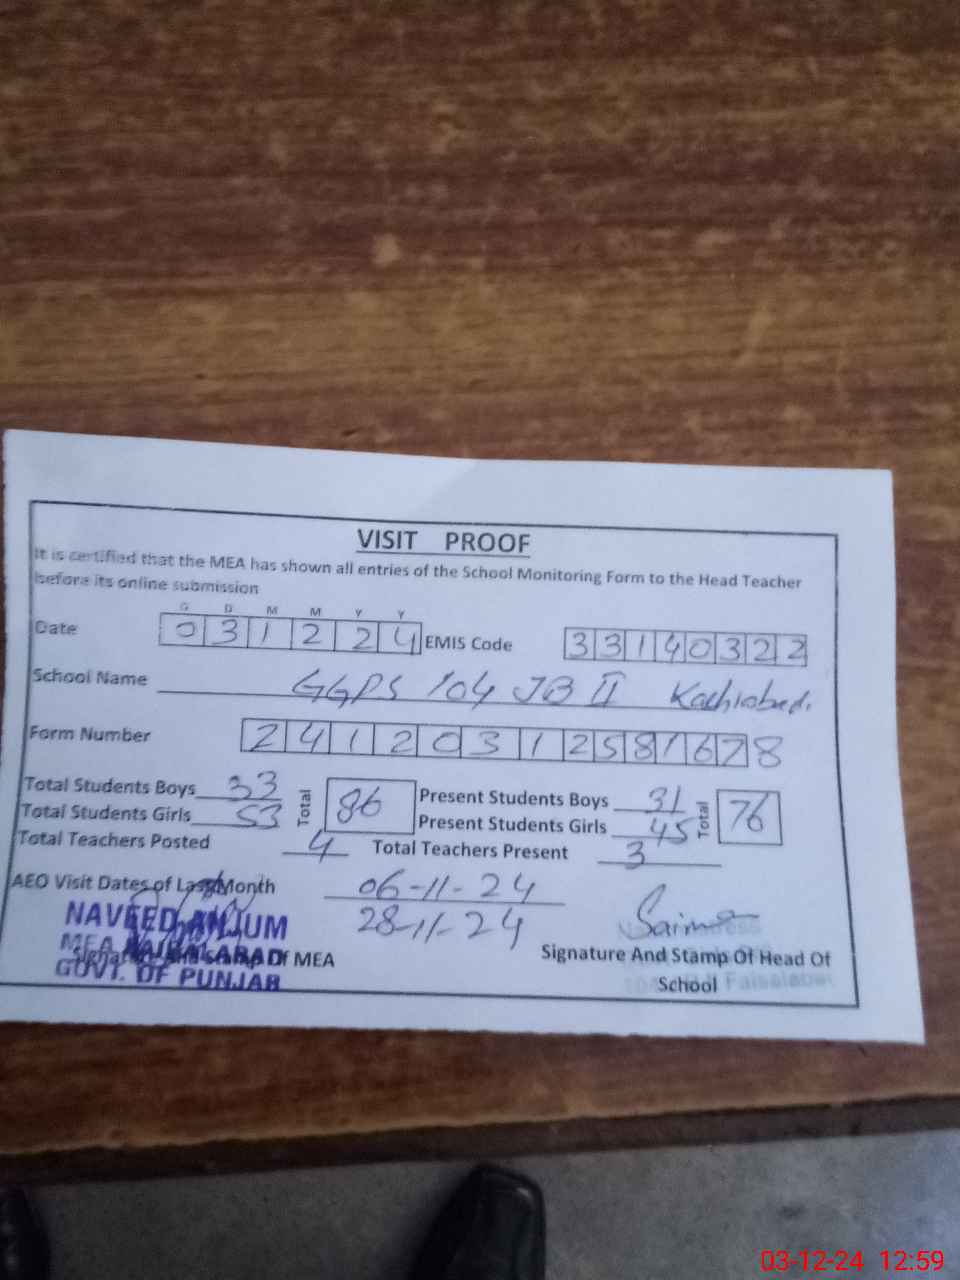 VISIT PROOF
It is certified that the MEA has shown all entries of the School Monitoring Form to the Head Teacher
before its online submission
G D M M Y Y
Date 0 3 1 2 2 4 EMIS Code 3 3 1 4 0 3 2 2
School Name GGPS 104 JB II Kachiabadi
Form Number 2 4 1 2 0 3 1 2 5 8 1 6 7 8
Total Students Boys 33 Total 86 Present Students Boys 31 Total 76
Total Students Girls 53 Present Students Girls 45
Total Teachers Posted 4 Total Teachers Present 3
AEO Visit Dates of Last Month 06-11-24
28-11-24
NAVEED ANJUM Saima
MEA FAISALABAD
Signature And Stamp Of MEA Signature And Stamp Of Head Of
GOVT. OF PUNJAB School Faisalabad
03-12-24 12:59